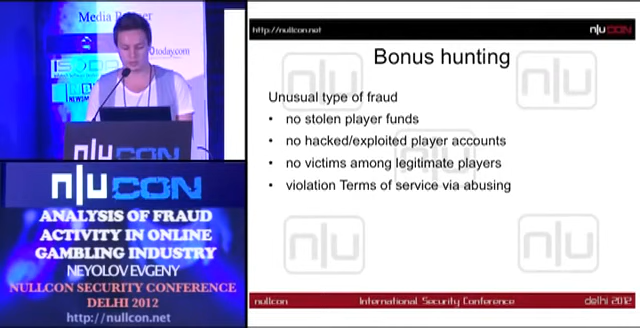 Media Partner
today.com
nullcon
n|u CON
ANALYSIS OF FRAUD
ACTIVITY IN ONLINE
GAMBLING INDUSTRY
NEYOLOV EVGENY
NULLCON SECURITY CONFERENCE
DELHI 2012
http://nullcon.net
http://nullcon.net
n|u CON
Bonus hunting
Unusual type of fraud
• no stolen player funds
• no hacked/exploited player accounts
• no victims among legitimate players
• violation Terms of service via abusing
nullcon International Security Conference delhi 2012